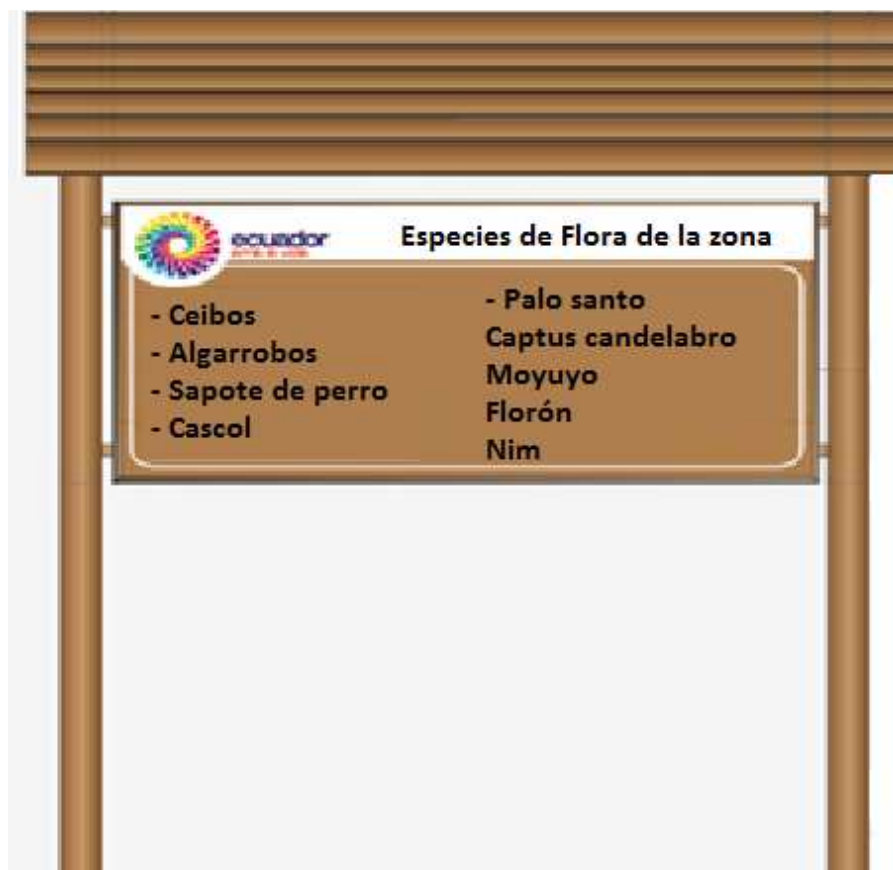 ecuador
Especies de Flora de la zona
- Ceibos
- Algarrobos
- Sapote de perro
- Cascol
- Palo santo
Captus candelabro
Moyuyo
Florón
Nim